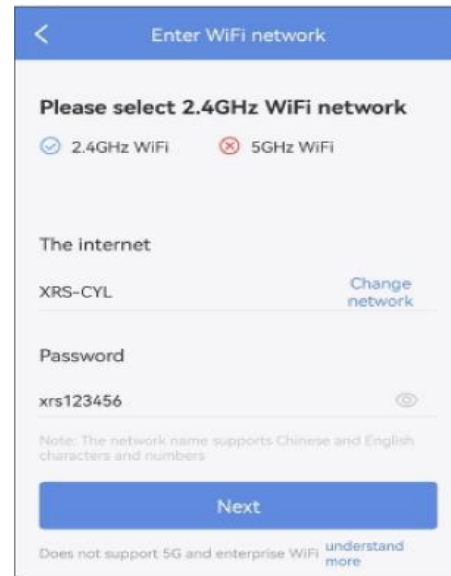 Enter WiFi network
Please select 2.4GHz WiFi network
2.4GHz WiFi 5GHz WiFi
The internet
XRS-CYL Change network
Password
xrs123456
Note: The network name supports Chinese and English
characters and numbers
Next
Does not support 5G and enterprise WiFi understand more